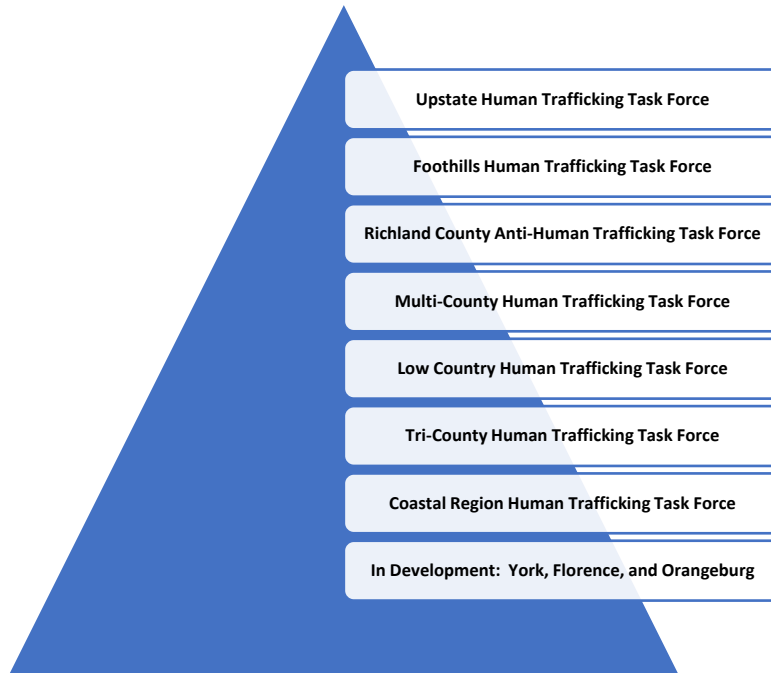 Upstate Human Trafficking Task Force
Foothills Human Trafficking Task Force
Richland County Anti-Human Trafficking Task Force
Multi-County Human Trafficking Task Force
Low Country Human Trafficking Task Force
Tri-County Human Trafficking Task Force
Coastal Region Human Trafficking Task Force
In Development:  York, Florence, and Orangeburg